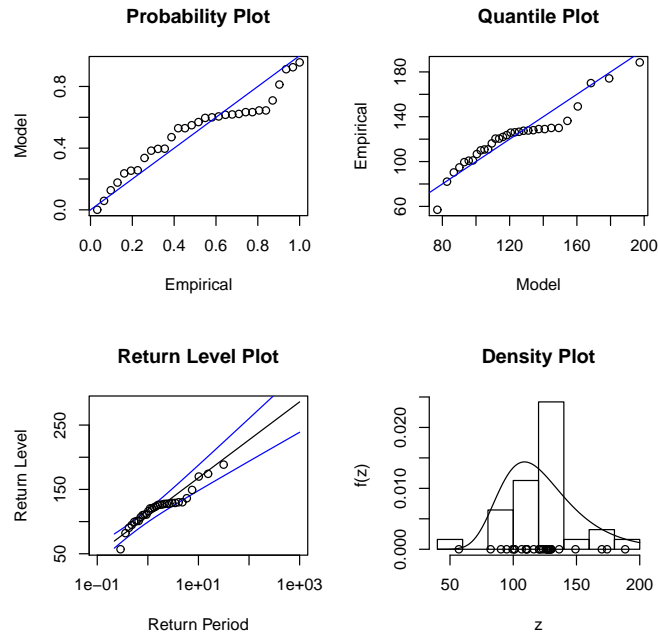 Probability Plot
Model
0.0 0.4 0.8
0.0 0.2 0.4 0.6 0.8 1.0
Empirical
Quantile Plot
Empirical
60 100 140 180
80 120 160 200
Model
Return Level Plot
Return Level
50 150 250
1e−01 1e+01 1e+03
Return Period
Density Plot
f(z)
0.000 0.010 0.020
50 100 150 200
z